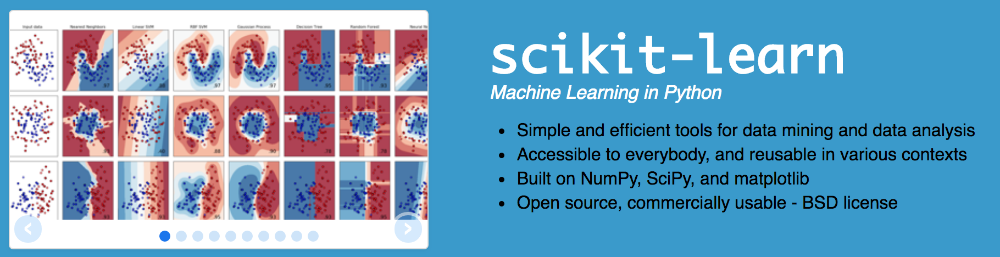 Input data Nearest Neighbors Linear SVM RBF SVM Gaussian Process Decision Tree Random Forest Neural
.97 .88 .97 .97 .95 .93
.93 .40 .88 .90 .78 .78
.93 .95 .93 .93 .95
scikit-learn
Machine Learning in Python
Simple and efficient tools for data mining and data analysis
Accessible to everybody, and reusable in various contexts
Built on NumPy, SciPy, and matplotlib
Open source, commercially usable - BSD license